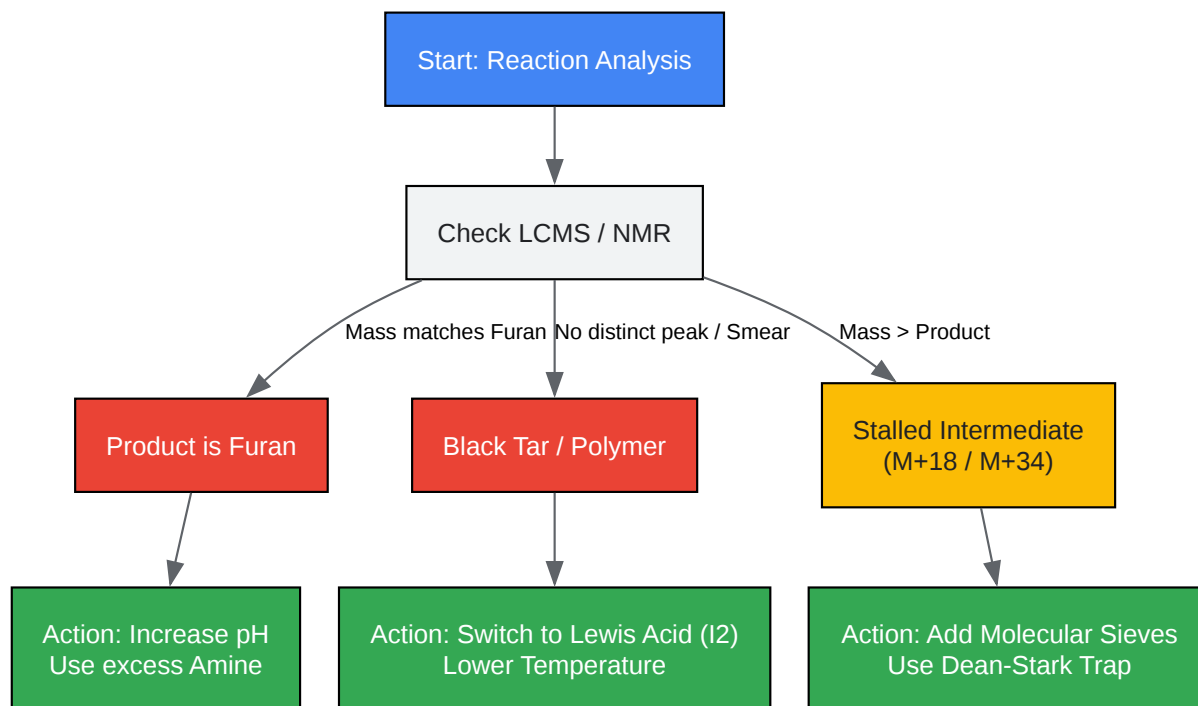 Start: Reaction Analysis
Check LCMS / NMR
Mass matches Furan
No distinct peak / Smear
Mass > Product
Product is Furan
Black Tar / Polymer
Stalled Intermediate
(M+18 / M+34)
Action: Increase pH
Use excess Amine
Action: Switch to Lewis Acid (I2)
Lower Temperature
Action: Add Molecular Sieves
Use Dean-Stark Trap